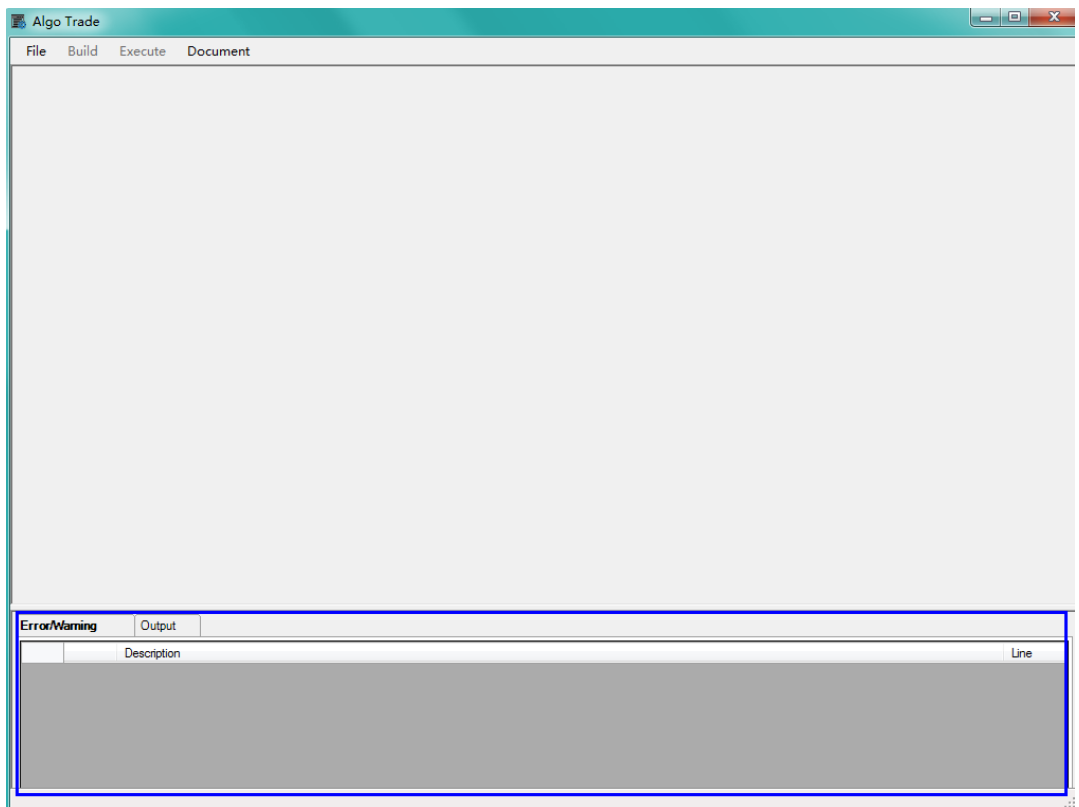 Algo Trade
File Build Execute Document
Error/Warning Output
Description Line